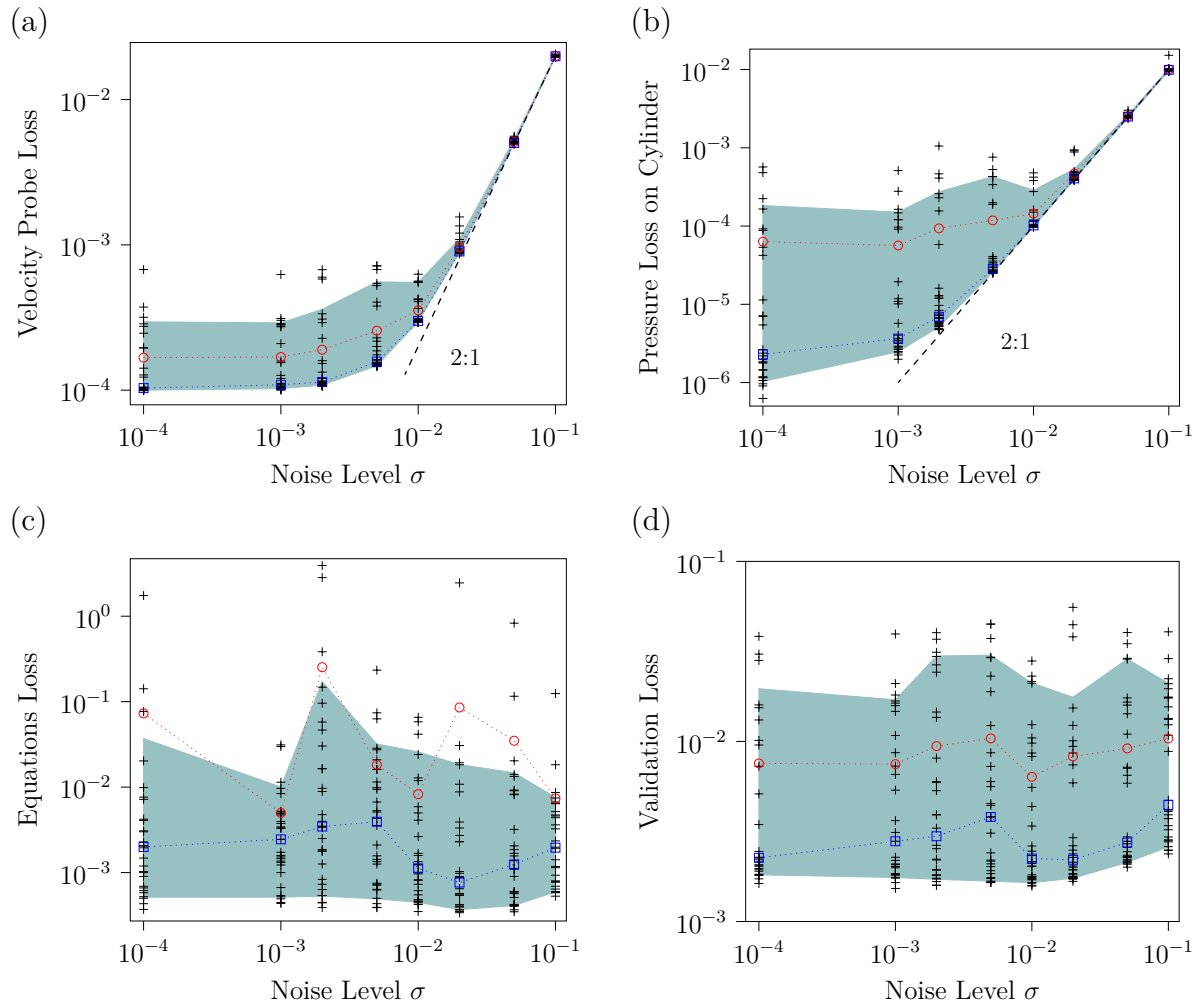 (a)
Velocity Probe Loss
10⁻²
10⁻³
10⁻⁴
2:1
10⁻⁴ 10⁻³ 10⁻² 10⁻¹
Noise Level σ
(b)
Pressure Loss on Cylinder
10⁻²
10⁻³
10⁻⁴
10⁻⁵
10⁻⁶
2:1
10⁻⁴ 10⁻³ 10⁻² 10⁻¹
Noise Level σ
(c)
Equations Loss
10⁰
10⁻¹
10⁻²
10⁻³
10⁻⁴ 10⁻³ 10⁻² 10⁻¹
Noise Level σ
(d)
Validation Loss
10⁻¹
10⁻²
10⁻³
10⁻⁴ 10⁻³ 10⁻² 10⁻¹
Noise Level σ